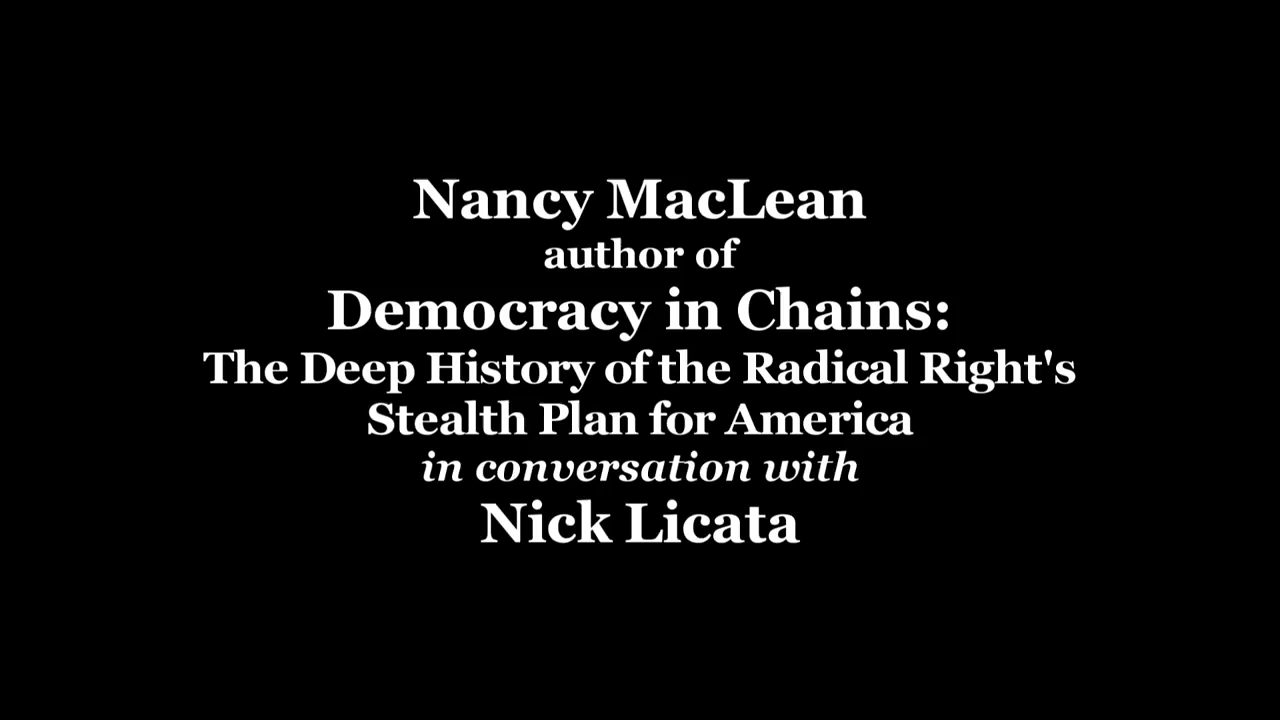 Nancy MacLean
author of
Democracy in Chains:
The Deep History of the Radical Right's
Stealth Plan for America
in conversation with
Nick Licata